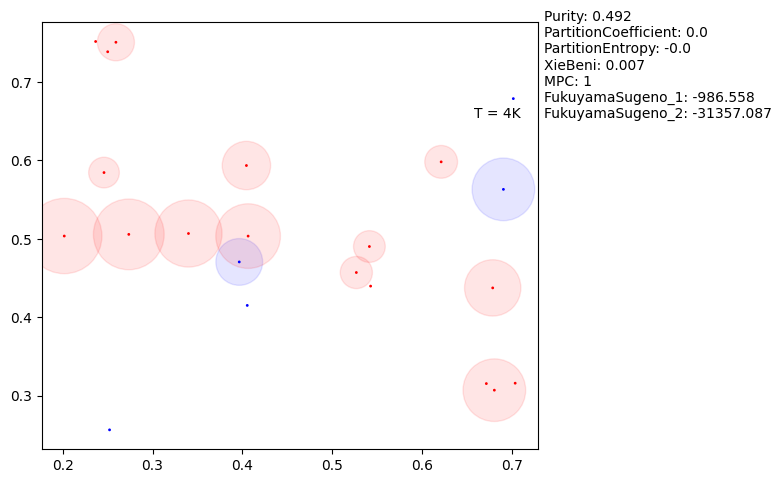 Purity: 0.492
PartitionCoefficient: 0.0
PartitionEntropy: -0.0
XieBeni: 0.007
MPC: 1
FukuyamaSugeno_1: -986.558
FukuyamaSugeno_2: -31357.087
T = 4K
0.7
0.6
0.5
0.4
0.3
0.2 0.3 0.4 0.5 0.6 0.7